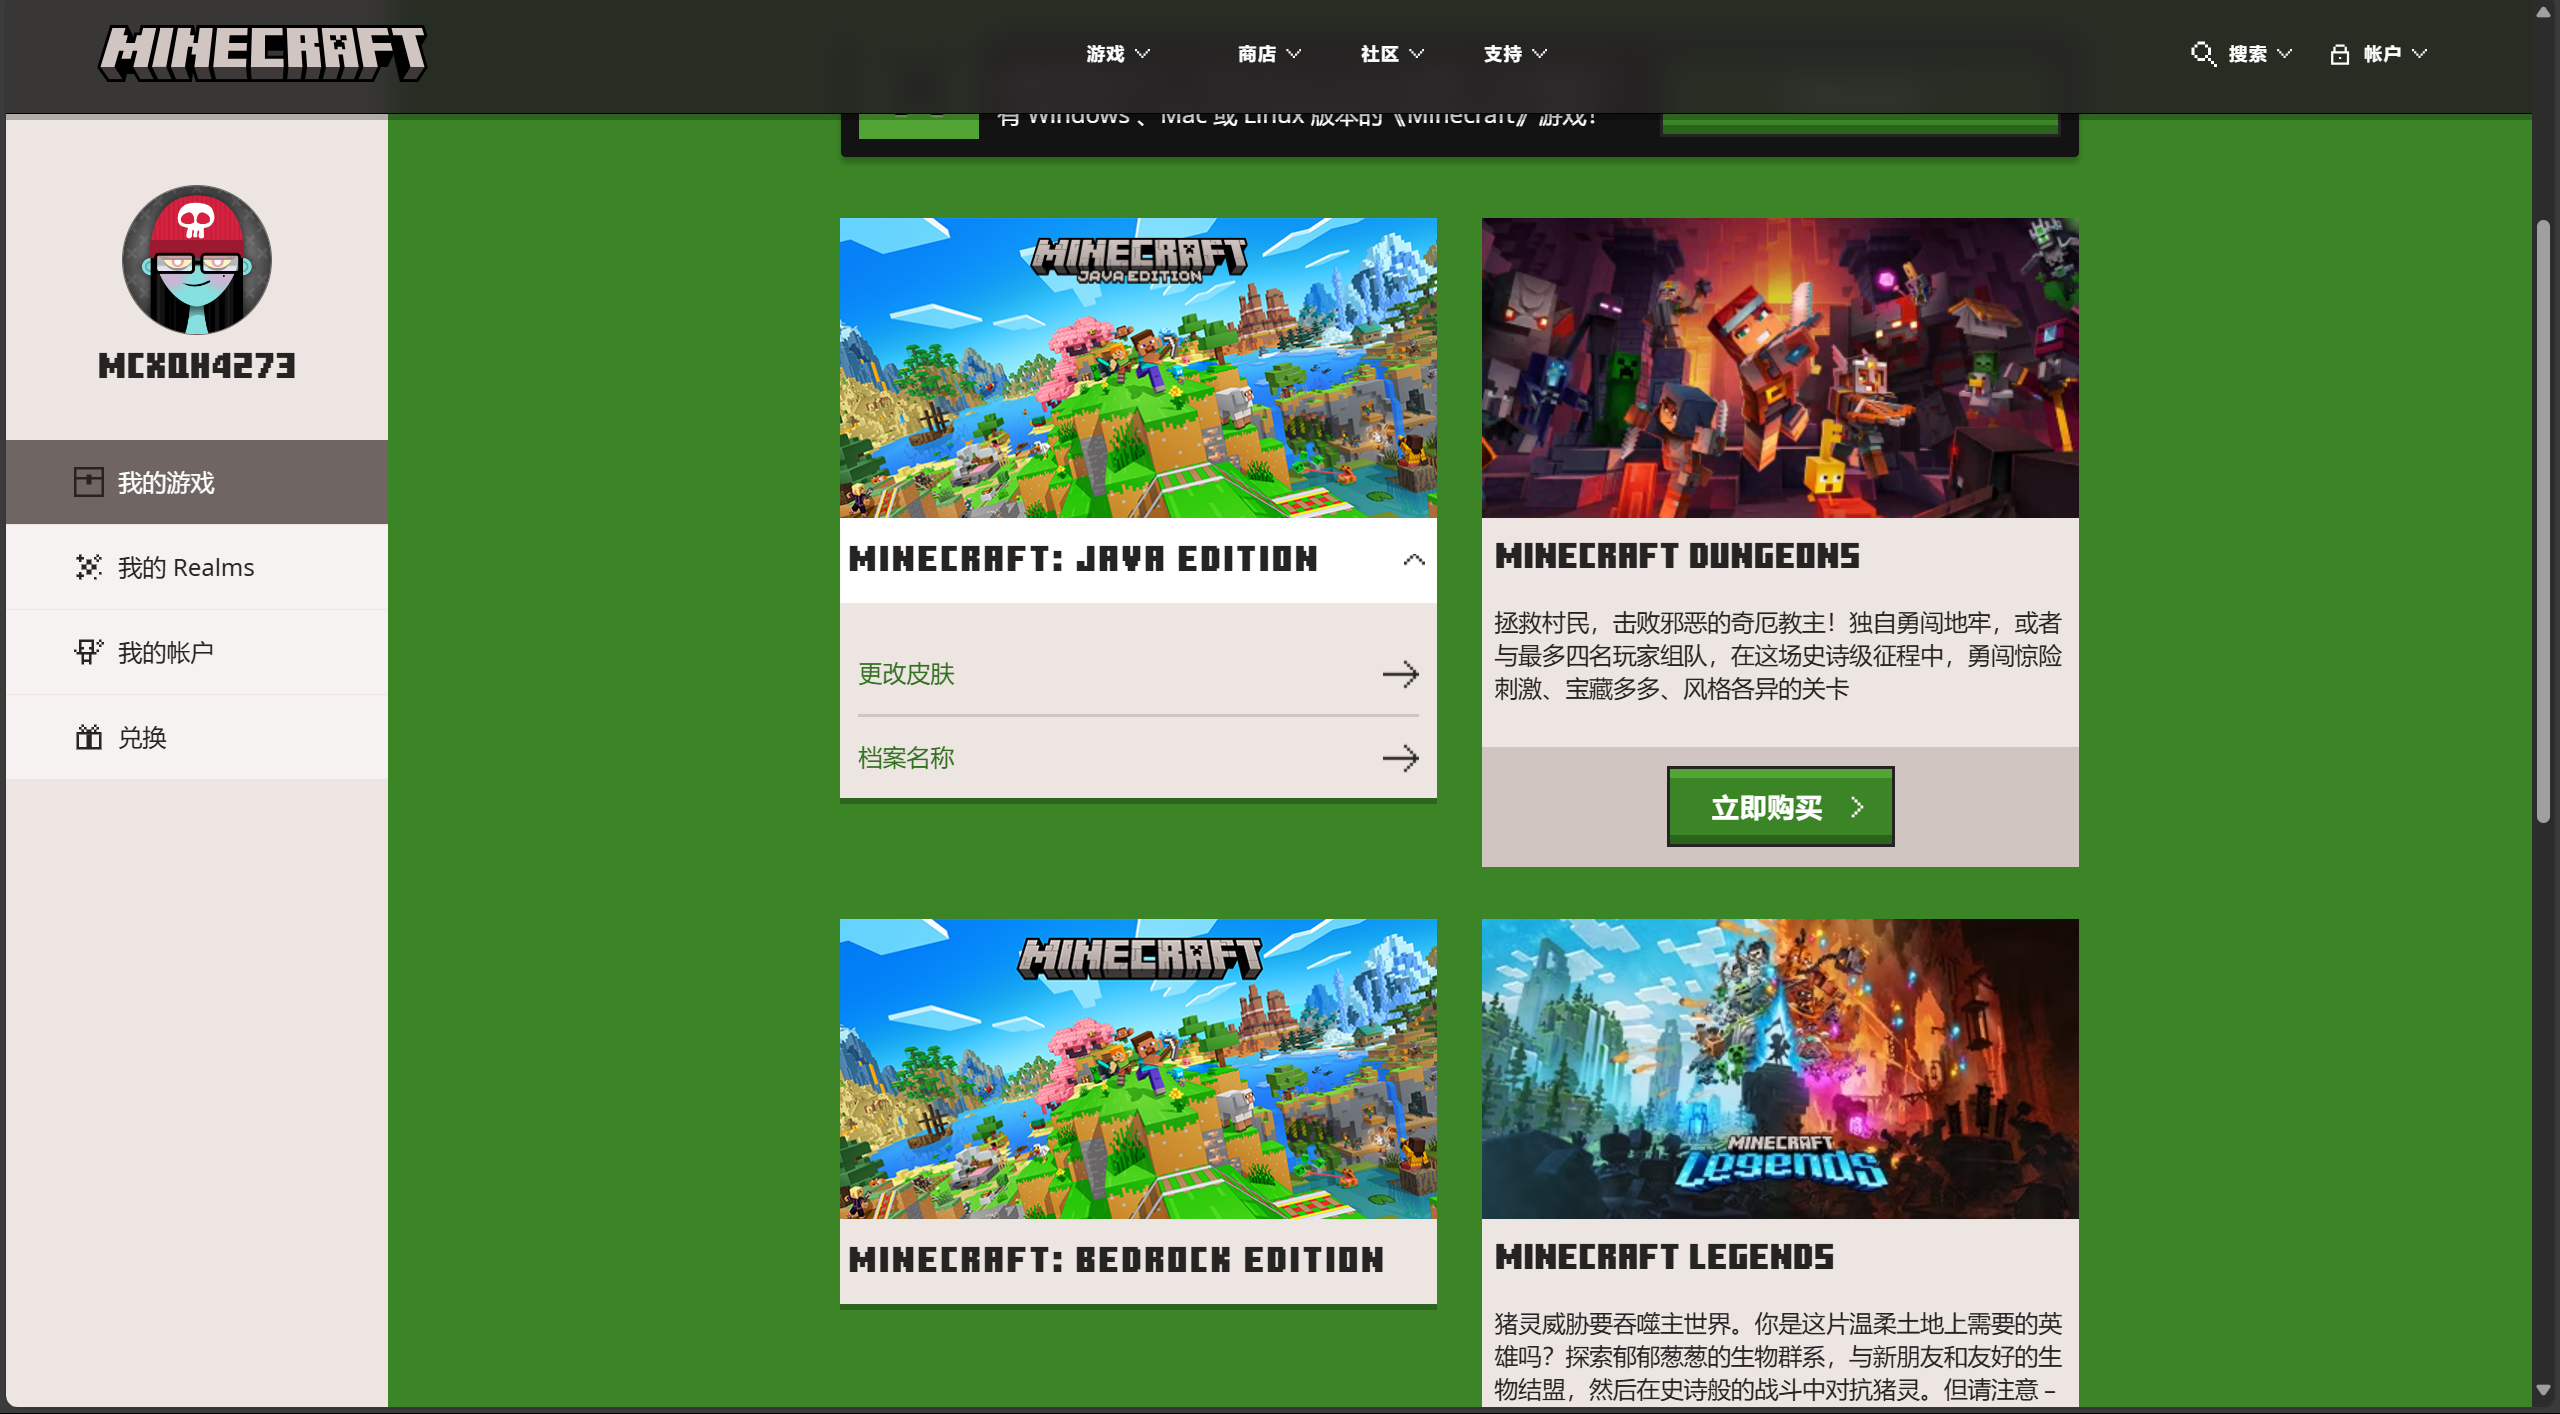 MINECRAFT
游戏
商店
社区
支持
搜索
帐户
有 Windows 、Mac 或 Linux 版本的《Minecraft》游戏！
MCXQH4273
我的游戏
我的 Realms
我的帐户
兑换
MINECRAFT
JAVA EDITION
MINECRAFT: JAVA EDITION
更改皮肤
档案名称
MINECRAFT DUNGEONS
拯救村民，击败邪恶的奇厄教主！独自勇闯地牢，或者
与最多四名玩家组队，在这场史诗级征程中，勇闯惊险
刺激、宝藏多多、风格各异的关卡
立即购买
MINECRAFT
MINECRAFT: BEDROCK EDITION
MINECRAFT
Legends
MINECRAFT LEGENDS
猪灵威胁要吞噬主世界。你是这片温柔土地上需要的英
雄吗？探索郁郁葱葱的生物群系，与新朋友和友好的生
物结盟，然后在史诗般的战斗中对抗猪灵。但请注意 –